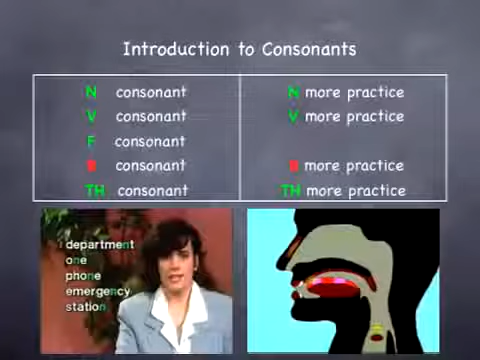 Introduction to Consonants
N consonant
V consonant
F consonant
consonant
TH consonant
N more practice
V more practice
more practice
TH more practice
department
one
phone
emergency
station